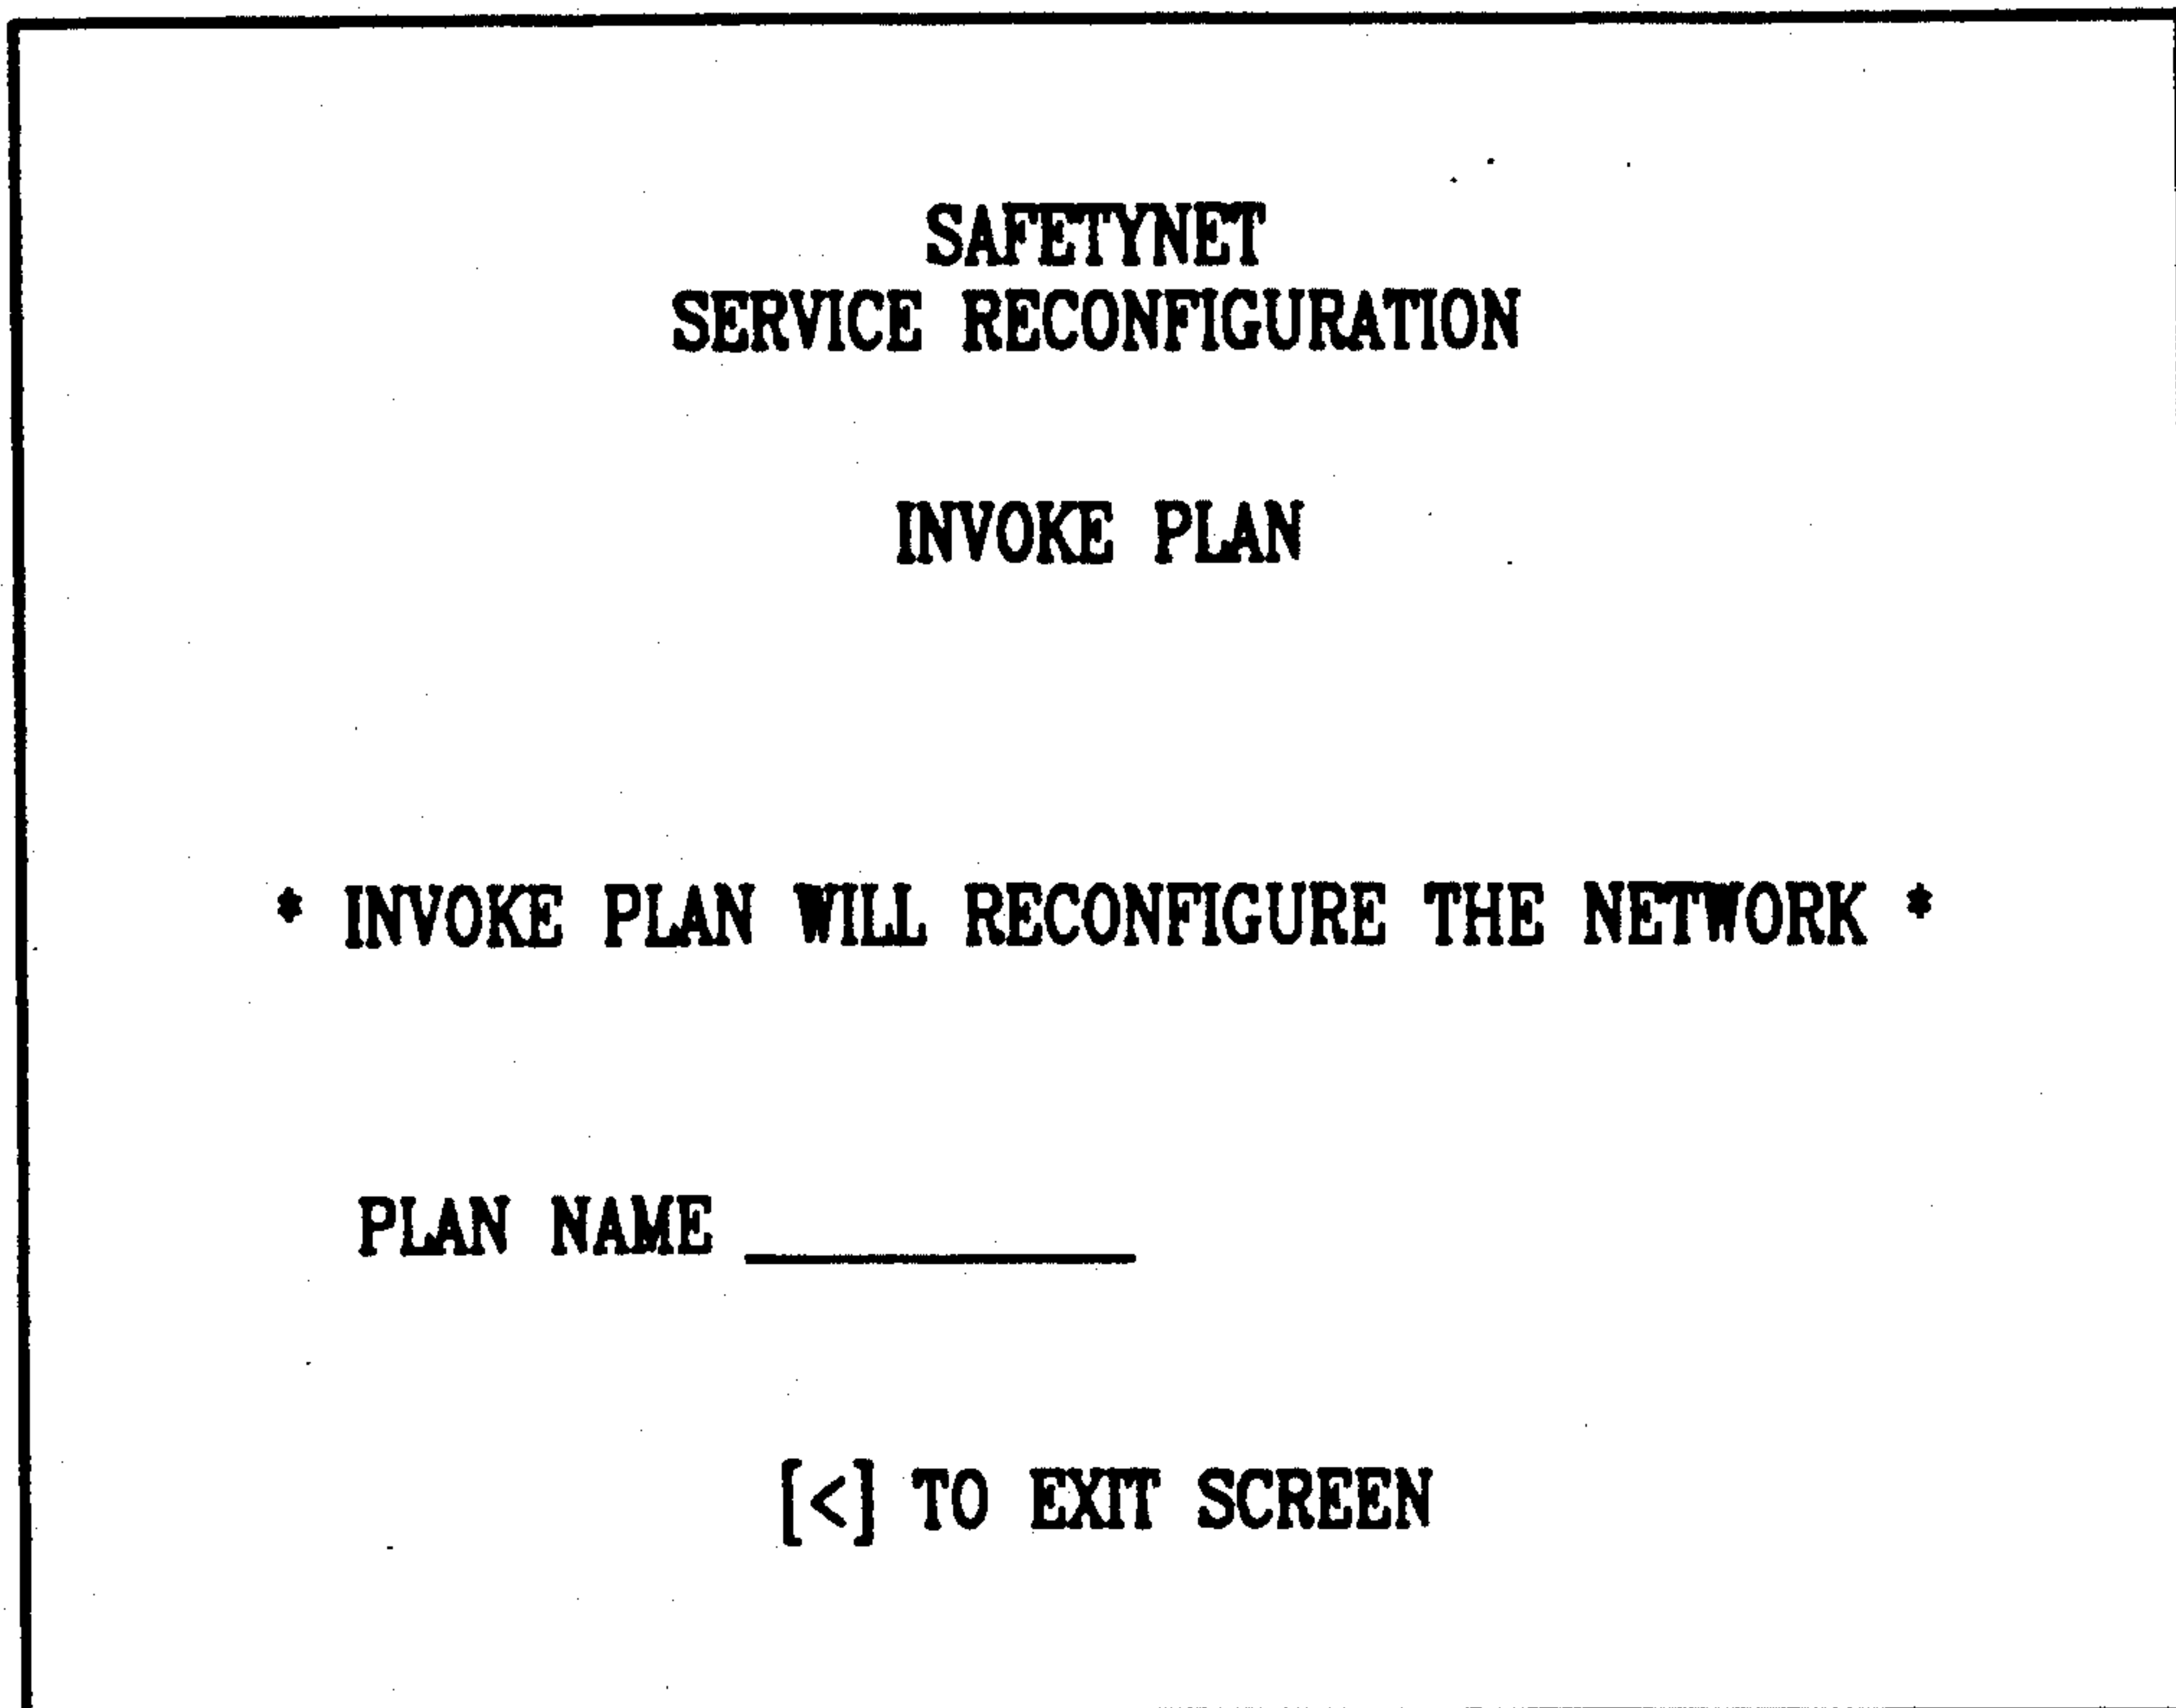 SAFETYNET
SERVICE RECONFIGURATION
INVOKE PLAN
* INVOKE PLAN WILL RECONFIGURE THE NETWORK *
PLAN NAME ________
[<] TO EXIT SCREEN